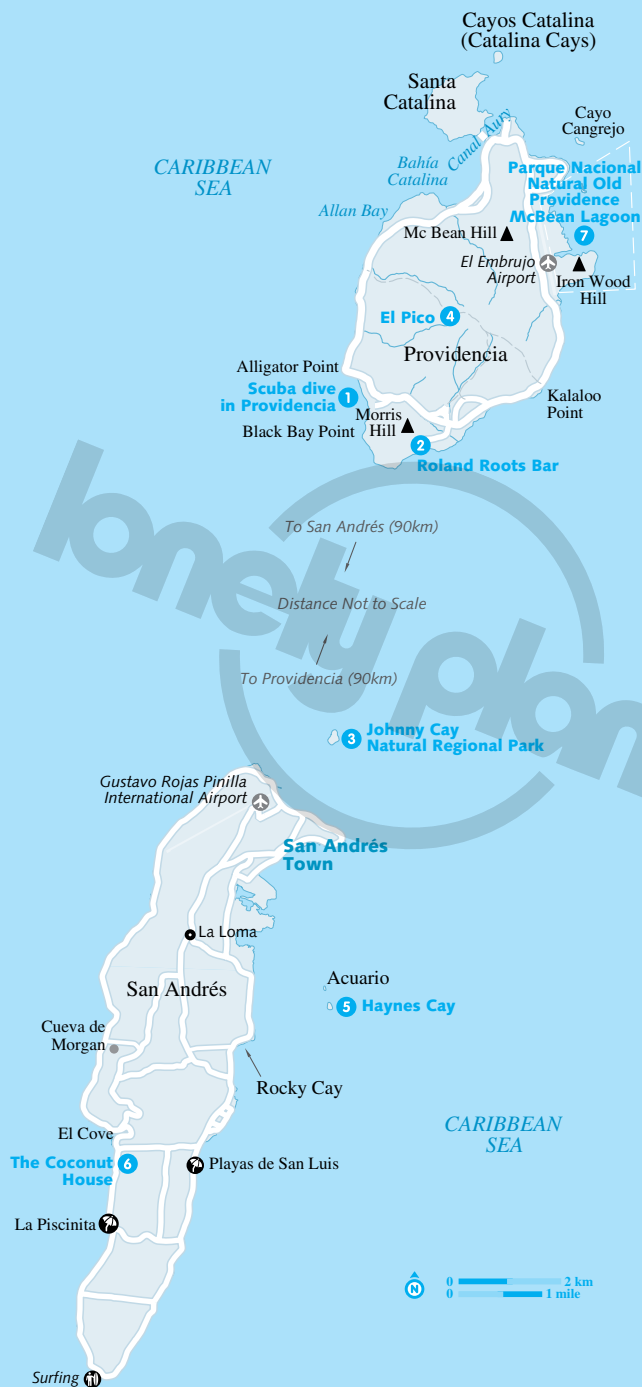 Cayos Catalina
(Catalina Cays)
Santa
Catalina
Canal Aury
Cayo
Cangrejo
CARIBBEAN
SEA
Bahía
Catalina
Parque Nacional
Natural Old
Providence
McBean Lagoon
7
Allan Bay
Mc Bean Hill
El Embrujo
Airport
Iron Wood
Hill
El Pico 4
Providencia
Alligator Point
Scuba dive
in Providencia
1
Kalaloo
Point
Morris
Hill
Black Bay Point
2
Roland Roots Bar
lonely plan
To San Andrés (90km)
Distance Not to Scale
To Providencia (90km)
3
Johnny Cay
Natural Regional Park
Gustavo Rojas Pinilla
International Airport
San Andrés
Town
La Loma
Acuario
San Andrés
5 Haynes Cay
Cueva de
Morgan
Rocky Cay
El Cove
CARIBBEAN
SEA
The Coconut
House
6
Playas de San Luis
La Piscinita
N
0 2 km
0 1 mile
Surfing